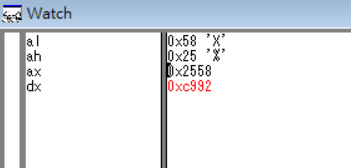 Watch
al 0x58 'X'
ah 0x25 '%'
ax 0x2558
dx 0xc992